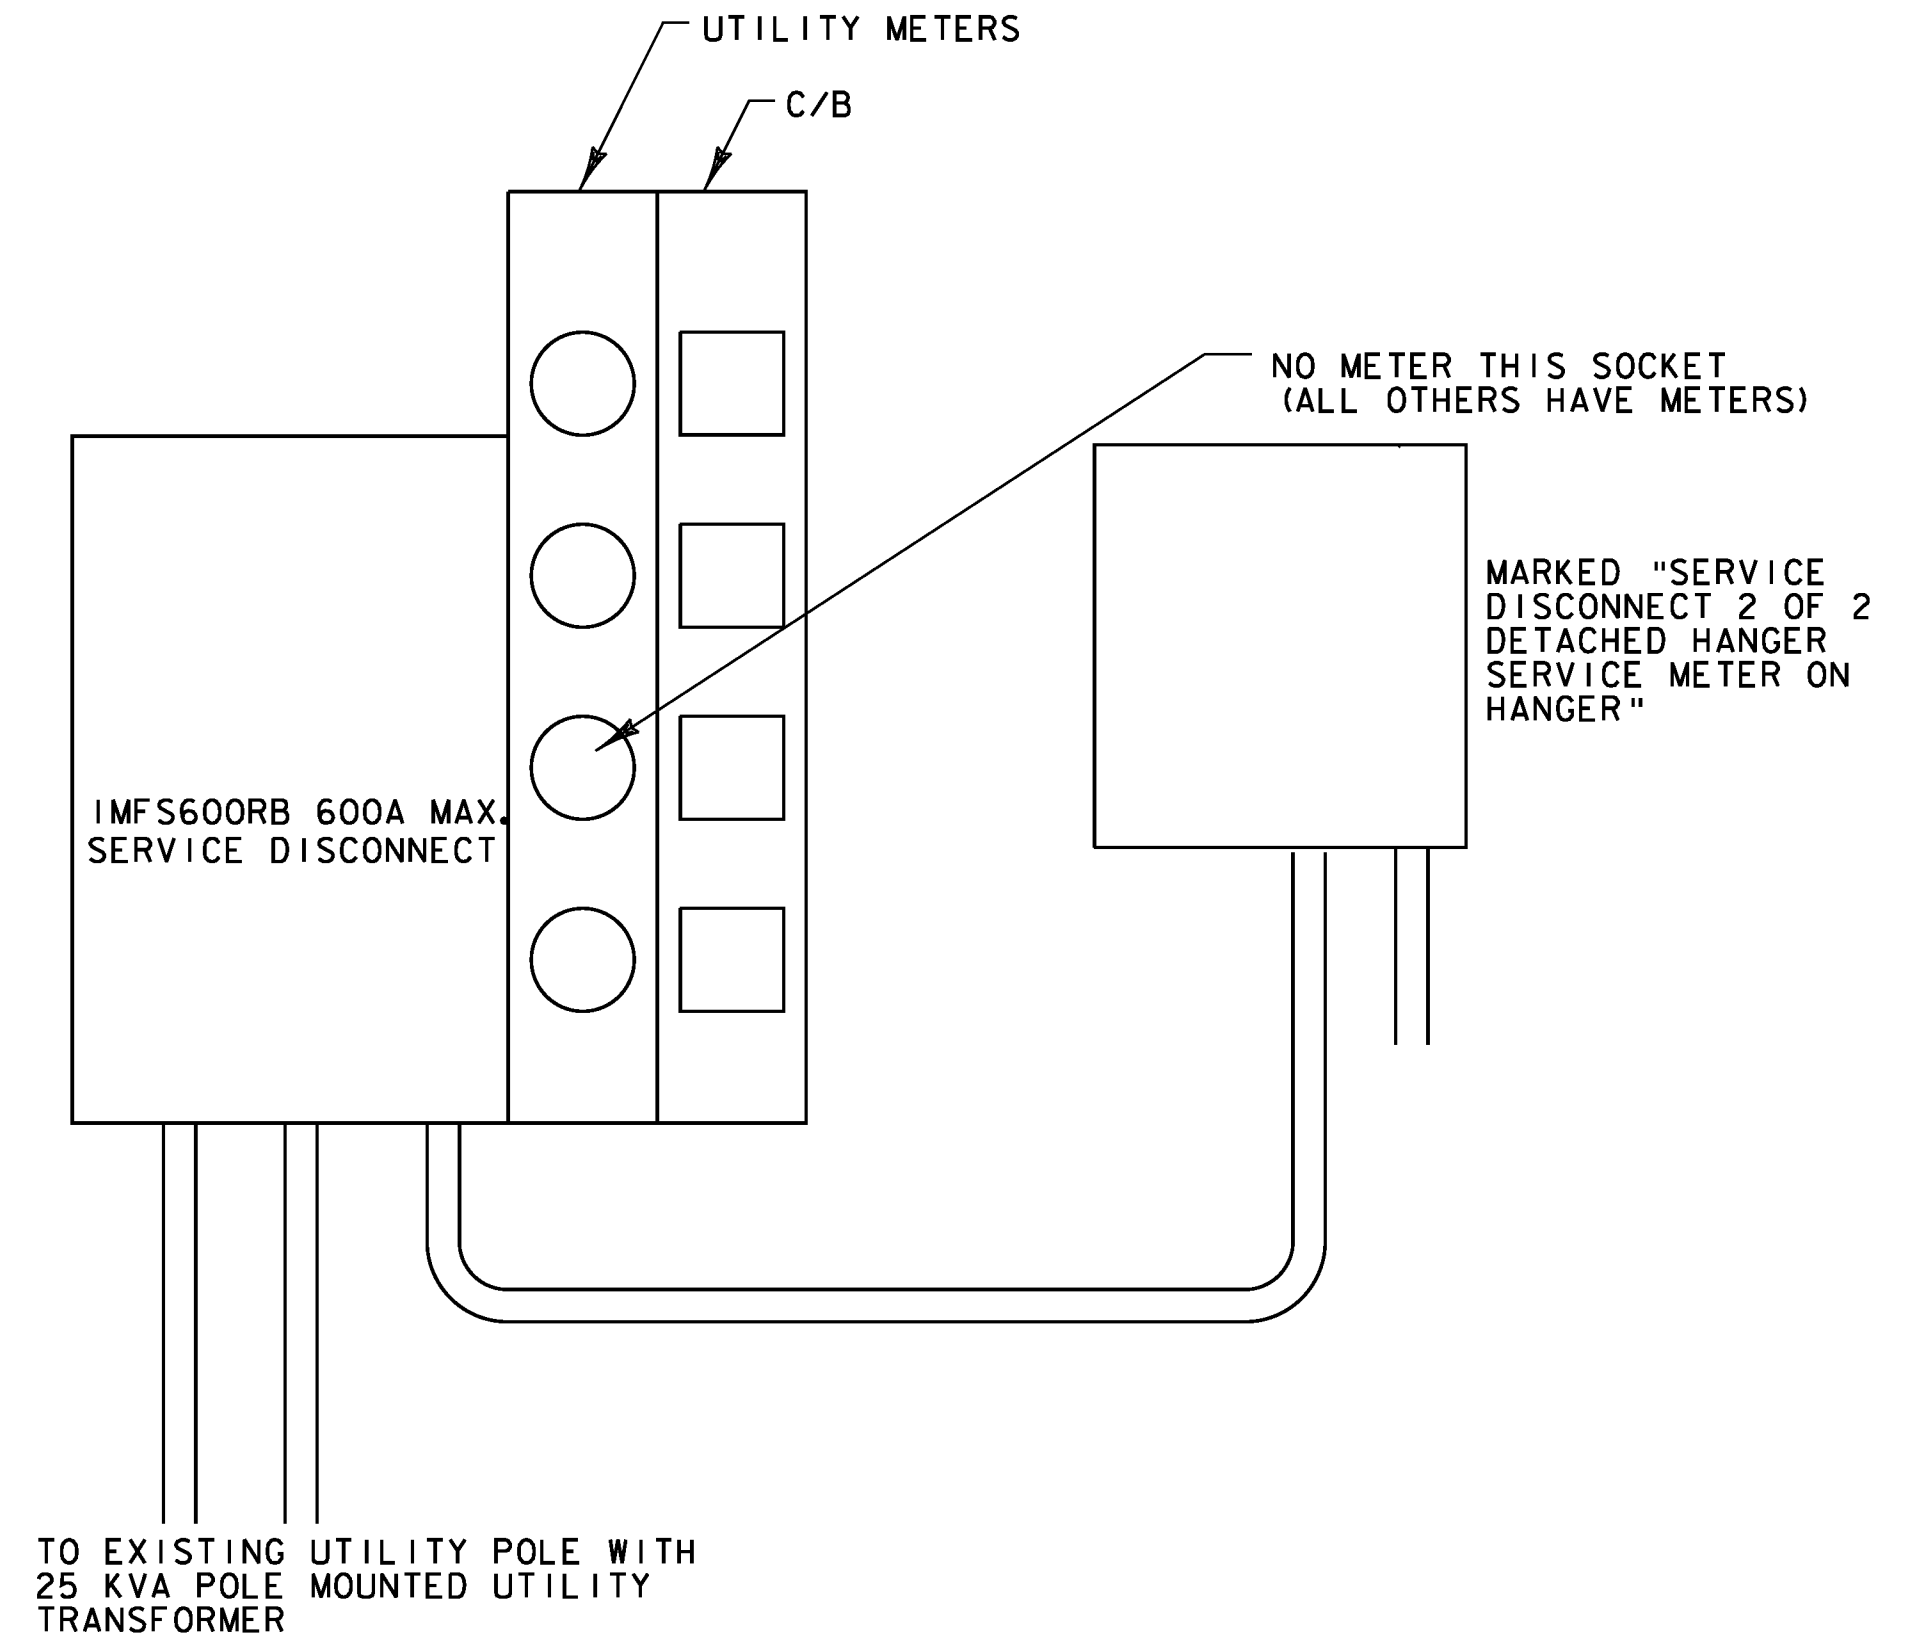 UTILITY METERS
C/B
NO METER THIS SOCKET
(ALL OTHERS HAVE METERS)
MARKED "SERVICE
DISCONNECT 2 OF 2
DETACHED HANGER
SERVICE METER ON
HANGER"
IMFS600RB 600A MAX.
SERVICE DISCONNECT
TO EXISTING UTILITY POLE WITH
25 KVA POLE MOUNTED UTILITY
TRANSFORMER